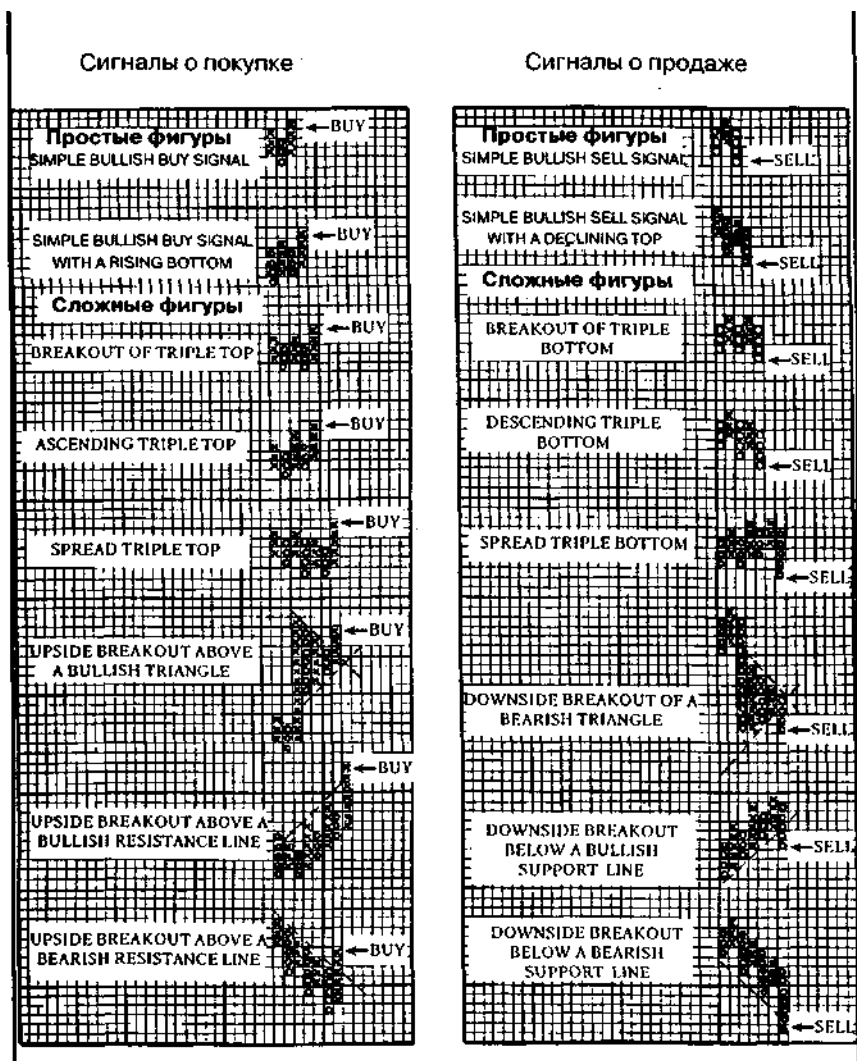 Сигналы о покупке
Простые фигуры
SIMPLE BULLISH BUY SIGNAL
BUY
SIMPLE BULLISH BUY SIGNAL
WITH A RISING BOTTOM
BUY
Сложные фигуры
BREAKOUT OF TRIPLE TOP
BUY
ASCENDING TRIPLE TOP
BUY
SPREAD TRIPLE TOP
BUY
UPSIDE BREAKOUT ABOVE
A BULLISH TRIANGLE
BUY
UPSIDE BREAKOUT ABOVE A
BULLISH RESISTANCE LINE
BUY
UPSIDE BREAKOUT ABOVE A
BEARISH RESISTANCE LINE
BUY
Сигналы о продаже
Простые фигуры
SIMPLE BULLISH SELL SIGNAL
SELL
SIMPLE BULLISH SELL SIGNAL
WITH A DECLINING TOP
SELL
Сложные фигуры
BREAKOUT OF TRIPLE
BOTTOM
SELL
DESCENDING TRIPLE
BOTTOM
SELL
SPREAD TRIPLE BOTTOM
SELL
DOWNSIDE BREAKOUT OF A
BEARISH TRIANGLE
SELL
DOWNSIDE BREAKOUT
BELOW A BULLISH
SUPPORT LINE
SELL
DOWNSIDE BREAKOUT
BELOW A BEARISH
SUPPORT LINE
SELL